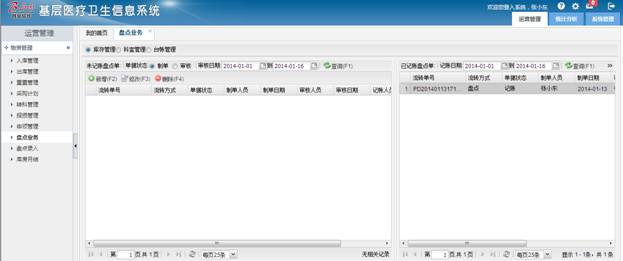 基层医疗卫生信息系统
欢迎您登入系统，张小东
运营管理 统计分析 系统管理
运营管理
我的首页 盘点业务
物资管理
入库管理
出库管理
重置管理
采购计划
转科管理
报损管理
申领管理
盘点业务
盘点录入
库房月结
库存管理 科室管理 台帐管理
未记账盘点单 单据状态 制单 审核 审核日期 2014-01-01 到 2014-01-16 查询(F1)
新增(F2) 修改(F3) 删除(F4)
流转单号 流转方式 单据状态 制单人员 制单日期 审核人员 审核日期 记账人员
已记账盘点单 记账日期 2014-01-01 到 2014-01-16 查询(F1)
流转单号 流转方式 单据状态 制单人员 制单日期
1 PD20140113171... 盘点 记账 张小东 2014-01-13
第 1 页,共 1 页 每页25条 无相关记录
第 1 页,共 1 页 每页25条 显示 1 - 1条，共 1 条